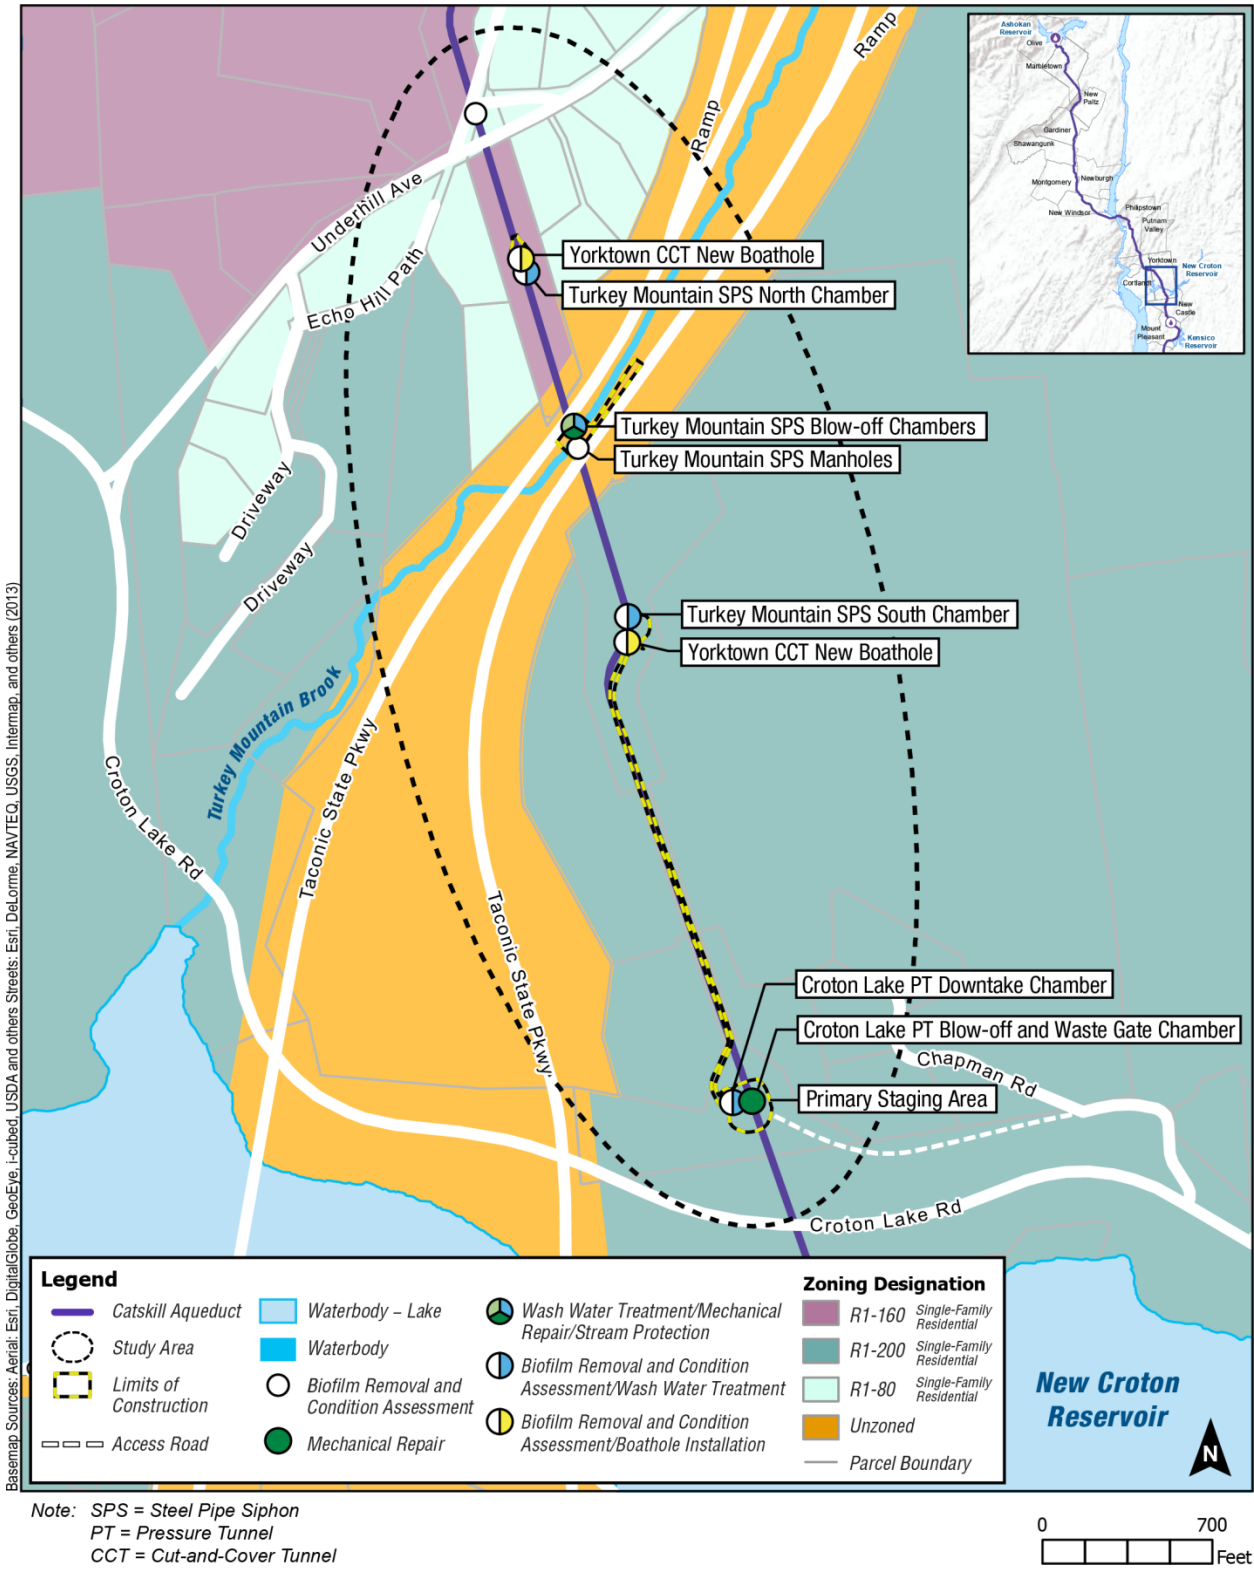 Ramp
Ramp
Ashokan
Reservoir
Olive
Marbletown
New
Paltz
Gardiner
Shawangunk
Montgomery
Newburgh
New Windsor
Philipstown
Putnam
Valley
Yorktown
New Croton
Reservoir
Cortlandt
New
Castle
Mount
Pleasant
Kensico
Reservoir
Underhill Ave
Echo Hill Path
Yorktown CCT New Boathole
Turkey Mountain SPS North Chamber
Turkey Mountain SPS Blow-off Chambers
Turkey Mountain SPS Manholes
Driveway
Driveway
Turkey Mountain SPS South Chamber
Yorktown CCT New Boathole
Turkey Mountain Brook
Croton Lake Rd
Taconic State Pkwy
Taconic State Pkwy
Croton Lake PT Downtake Chamber
Croton Lake PT Blow-off and Waste Gate Chamber
Chapman Rd
Primary Staging Area
Croton Lake Rd
Basemap Sources: Aerial: Esri, DigitalGlobe, GeoEye, i-cubed, USDA and others Streets: Esri, DeLorme, NAVTEQ, USGS, Intermap, and others (2013)
Legend
Catskill Aqueduct
Study Area
Limits of
Construction
Access Road
Waterbody – Lake
Waterbody
Biofilm Removal and
Condition Assessment
Mechanical Repair
Wash Water Treatment/Mechanical
Repair/Stream Protection
Biofilm Removal and Condition
Assessment/Wash Water Treatment
Biofilm Removal and Condition
Assessment/Boathole Installation
Zoning Designation
R1-160 Single-Family
Residential
R1-200 Single-Family
Residential
R1-80 Single-Family
Residential
Unzoned
Parcel Boundary
New Croton
Reservoir
N
Note: SPS = Steel Pipe Siphon
PT = Pressure Tunnel
CCT = Cut-and-Cover Tunnel
0 700
Feet